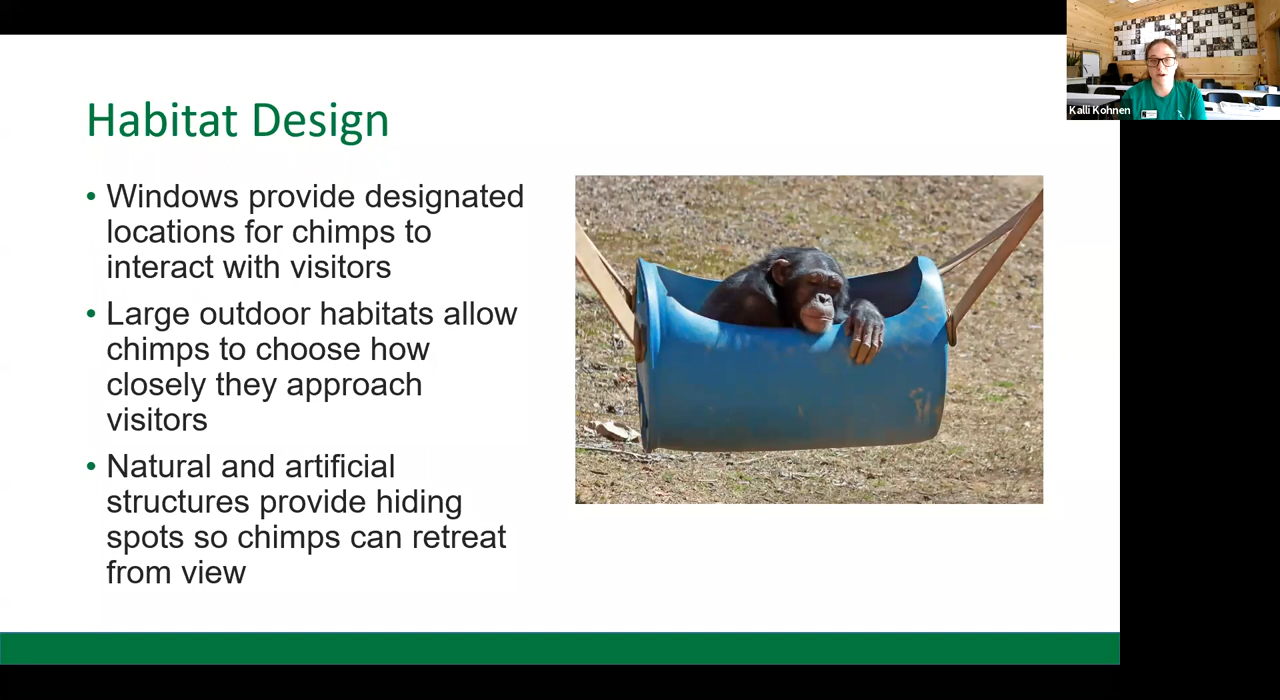 Kalli Kohnen
Habitat Design
• Windows provide designated
locations for chimps to
interact with visitors
• Large outdoor habitats allow
chimps to choose how
closely they approach
visitors
• Natural and artificial
structures provide hiding
spots so chimps can retreat
from view